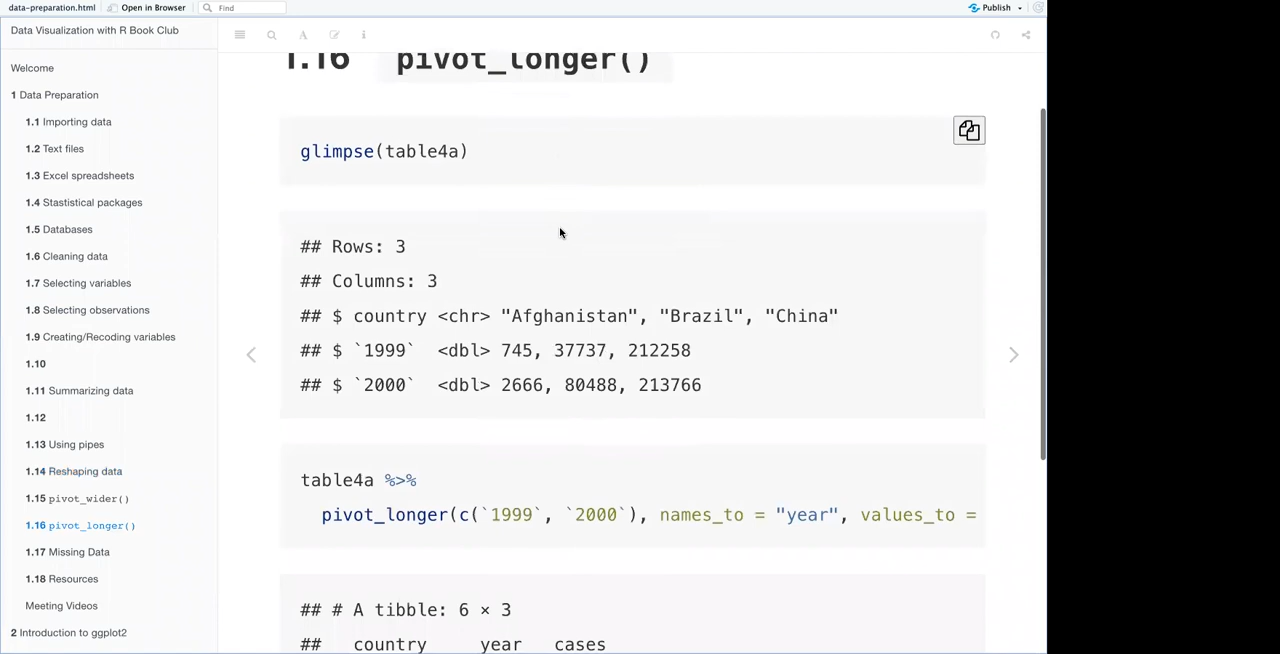 data-preparation.html Open in Browser Find Publish
Data Visualization with R Book Club
Welcome
1 Data Preparation
1.1 Importing data
1.2 Text files
1.3 Excel spreadsheets
1.4 Stastistical packages
1.5 Databases
1.6 Cleaning data
1.7 Selecting variables
1.8 Selecting observations
1.9 Creating/Recoding variables
1.10
1.11 Summarizing data
1.12
1.13 Using pipes
1.14 Reshaping data
1.15 pivot_wider()
1.16 pivot_longer()
1.17 Missing Data
1.18 Resources
Meeting Videos
2 Introduction to ggplot2
1.16 pivot_longer()
glimpse(table4a)
## Rows: 3
## Columns: 3
## $ country <chr> "Afghanistan", "Brazil", "China"
## $ `1999` <dbl> 745, 37737, 212258
## $ `2000` <dbl> 2666, 80488, 213766
table4a %>%
pivot_longer(c(`1999`, `2000`), names_to = "year", values_to =
## # A tibble: 6 × 3
## country year cases